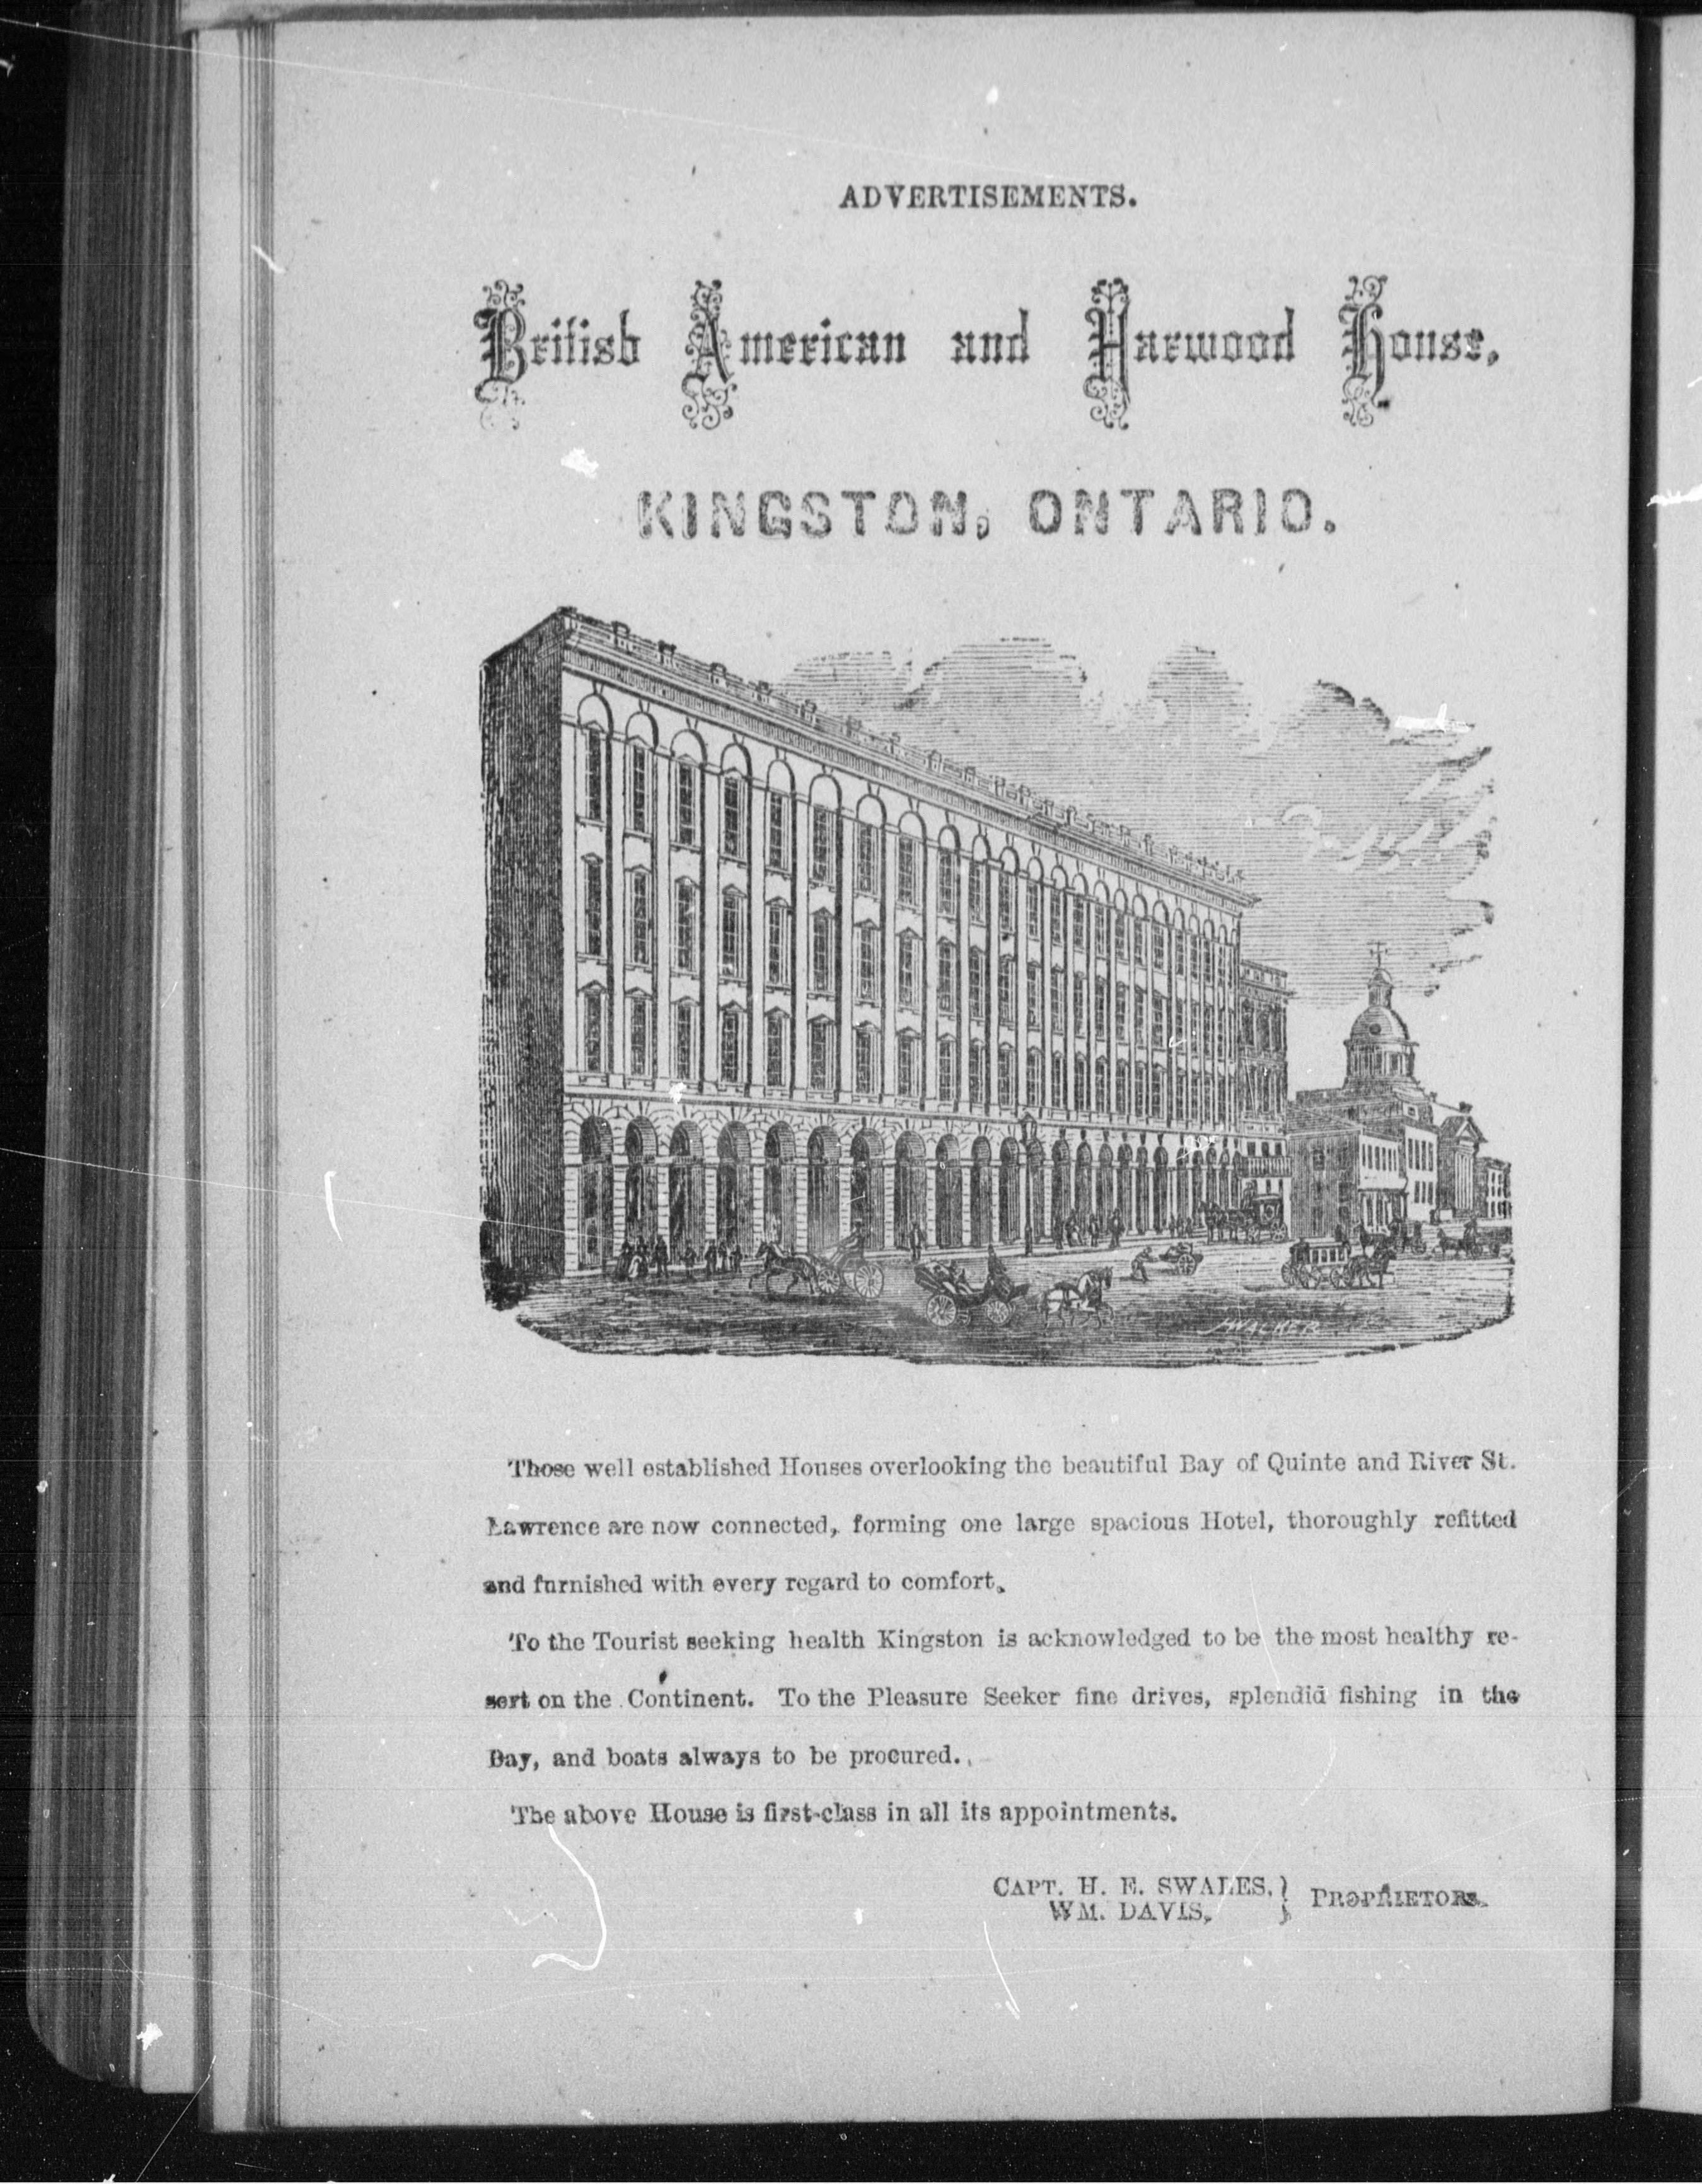 ADVERTISEMENTS.
British American and Harwood House,
KINGSTON, ONTARIO.
JHWALKER
Those well established Houses overlooking the beautiful Bay of Quinte and River St.
Lawrence are now connected, forming one large spacious Hotel, thoroughly refitted
and furnished with every regard to comfort.
To the Tourist seeking health Kingston is acknowledged to be the most healthy re-
sort on the Continent. To the Pleasure Seeker fine drives, splendid fishing in the
Bay, and boats always to be procured.
The above House is first-class in all its appointments.
CAPT. H. E. SWALES, } PROPRIETORS.
WM. DAVIS,